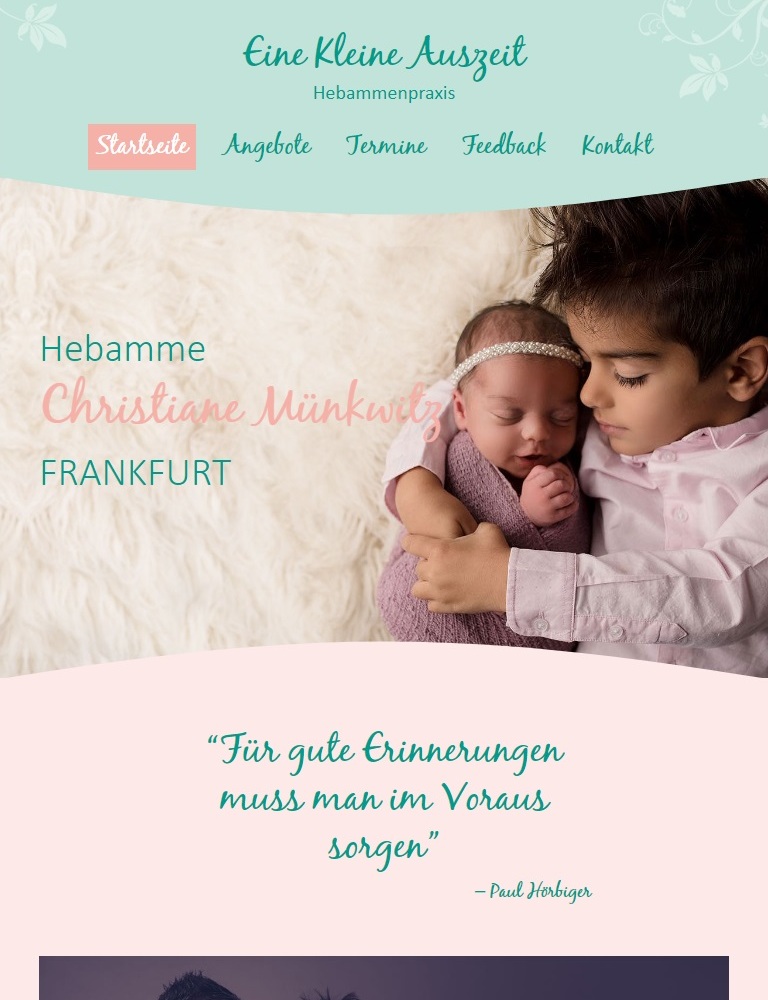 Eine Kleine Auszeit
Hebammenpraxis
Startseite Angebote Termine Feedback Kontakt
Hebamme
Christiane Münkwitz
FRANKFURT
“Für gute Erinnerungen
muss man im Voraus
sorgen”
– Paul Hörbiger